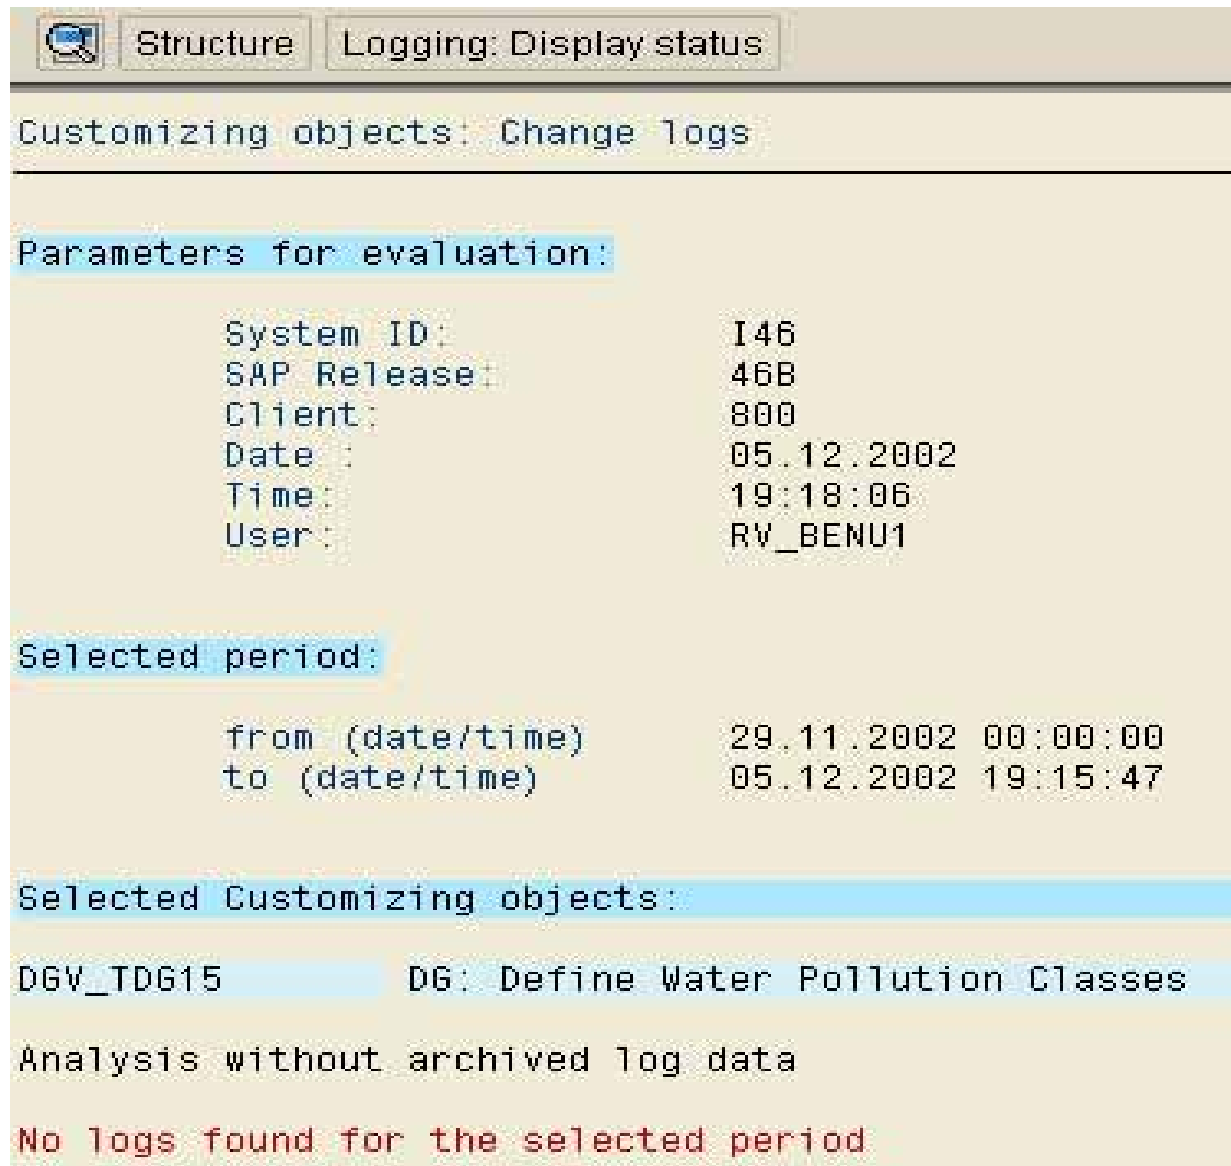 Structure Logging: Display status
Customizing objects: Change logs
Parameters for evaluation:
System ID: I46
SAP Release: 46B
Client: 800
Date : 05.12.2002
Time: 19:18:06
User: RV_BENU1
Selected period:
from (date/time) 29.11.2002 00:00:00
to (date/time) 05.12.2002 19:15:47
Selected Customizing objects:
DGV_TDG15 DG: Define Water Pollution Classes
Analysis without archived log data
No logs found for the selected period